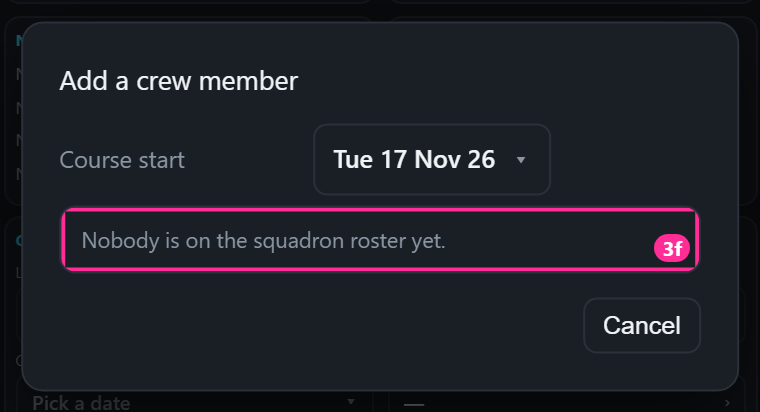 Add a crew member
Course start
Tue 17 Nov 26
Nobody is on the squadron roster yet.
3f
Cancel
Pick a date
—